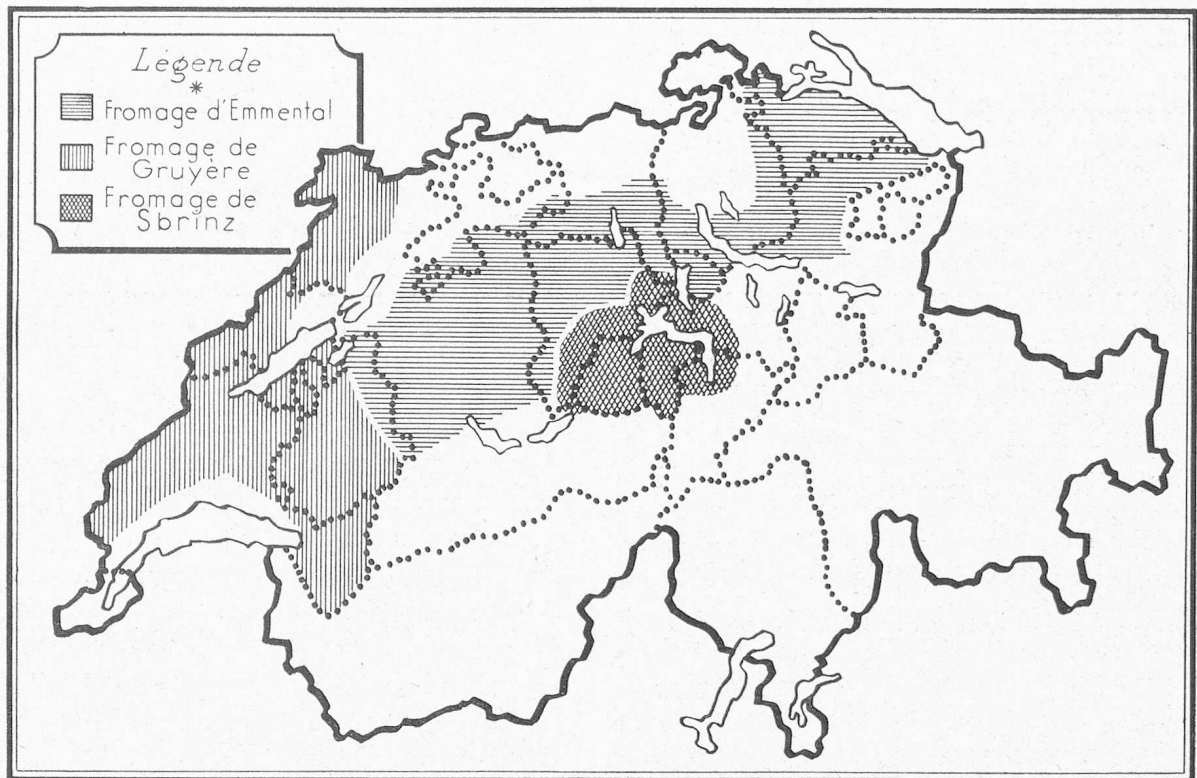 Légende
*
Fromage d'Emmental
Fromage de
Gruyère
Fromage de
Sbrinz